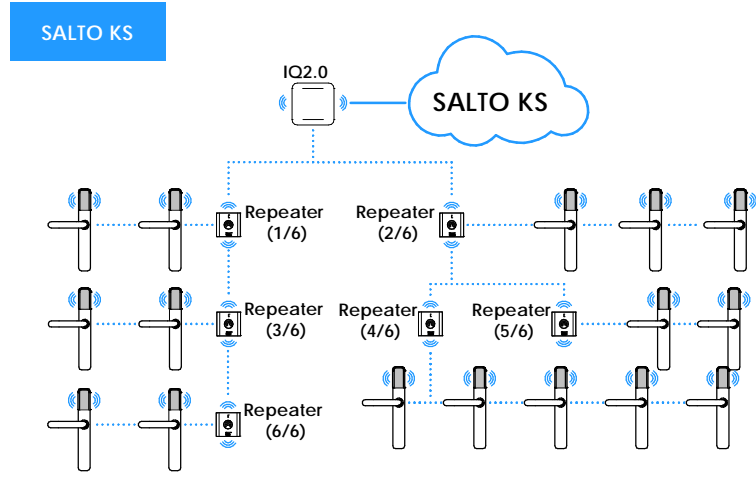 SALTO KS
IQ2.0
SALTO KS
Repeater
(1/6)
Repeater
(2/6)
Repeater
(3/6)
Repeater
(4/6)
Repeater
(5/6)
Repeater
(6/6)